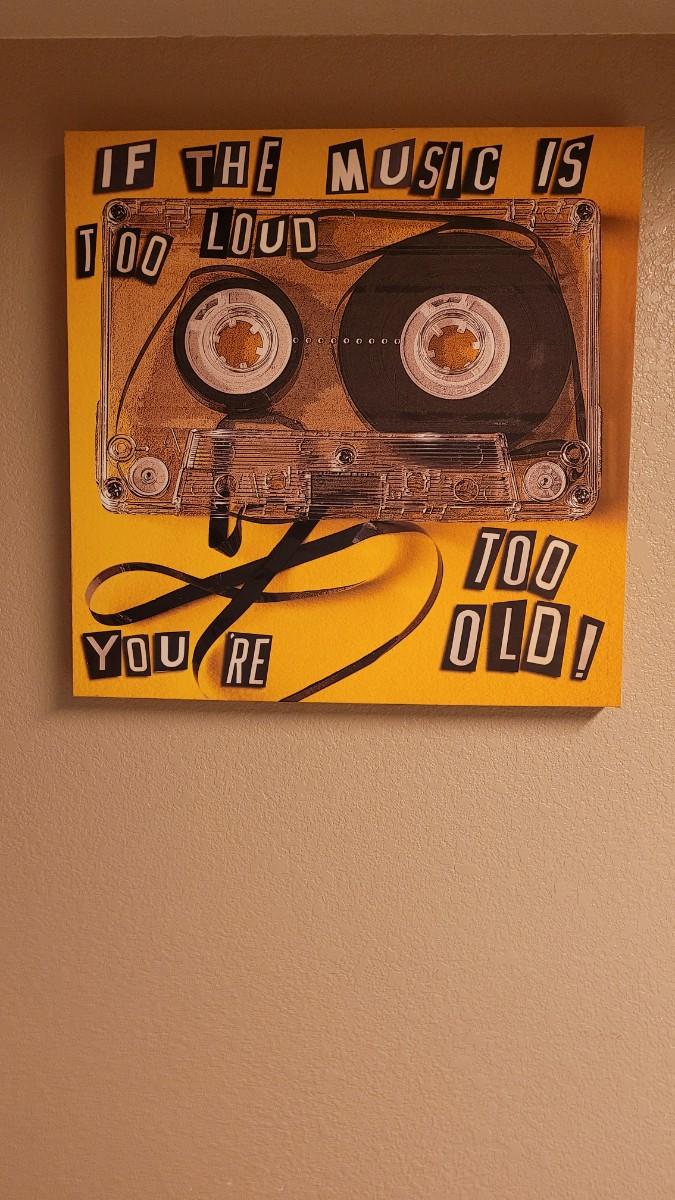 IF THE MUSIC IS
TOO LOUD
YOU'RE
TOO
OLD!